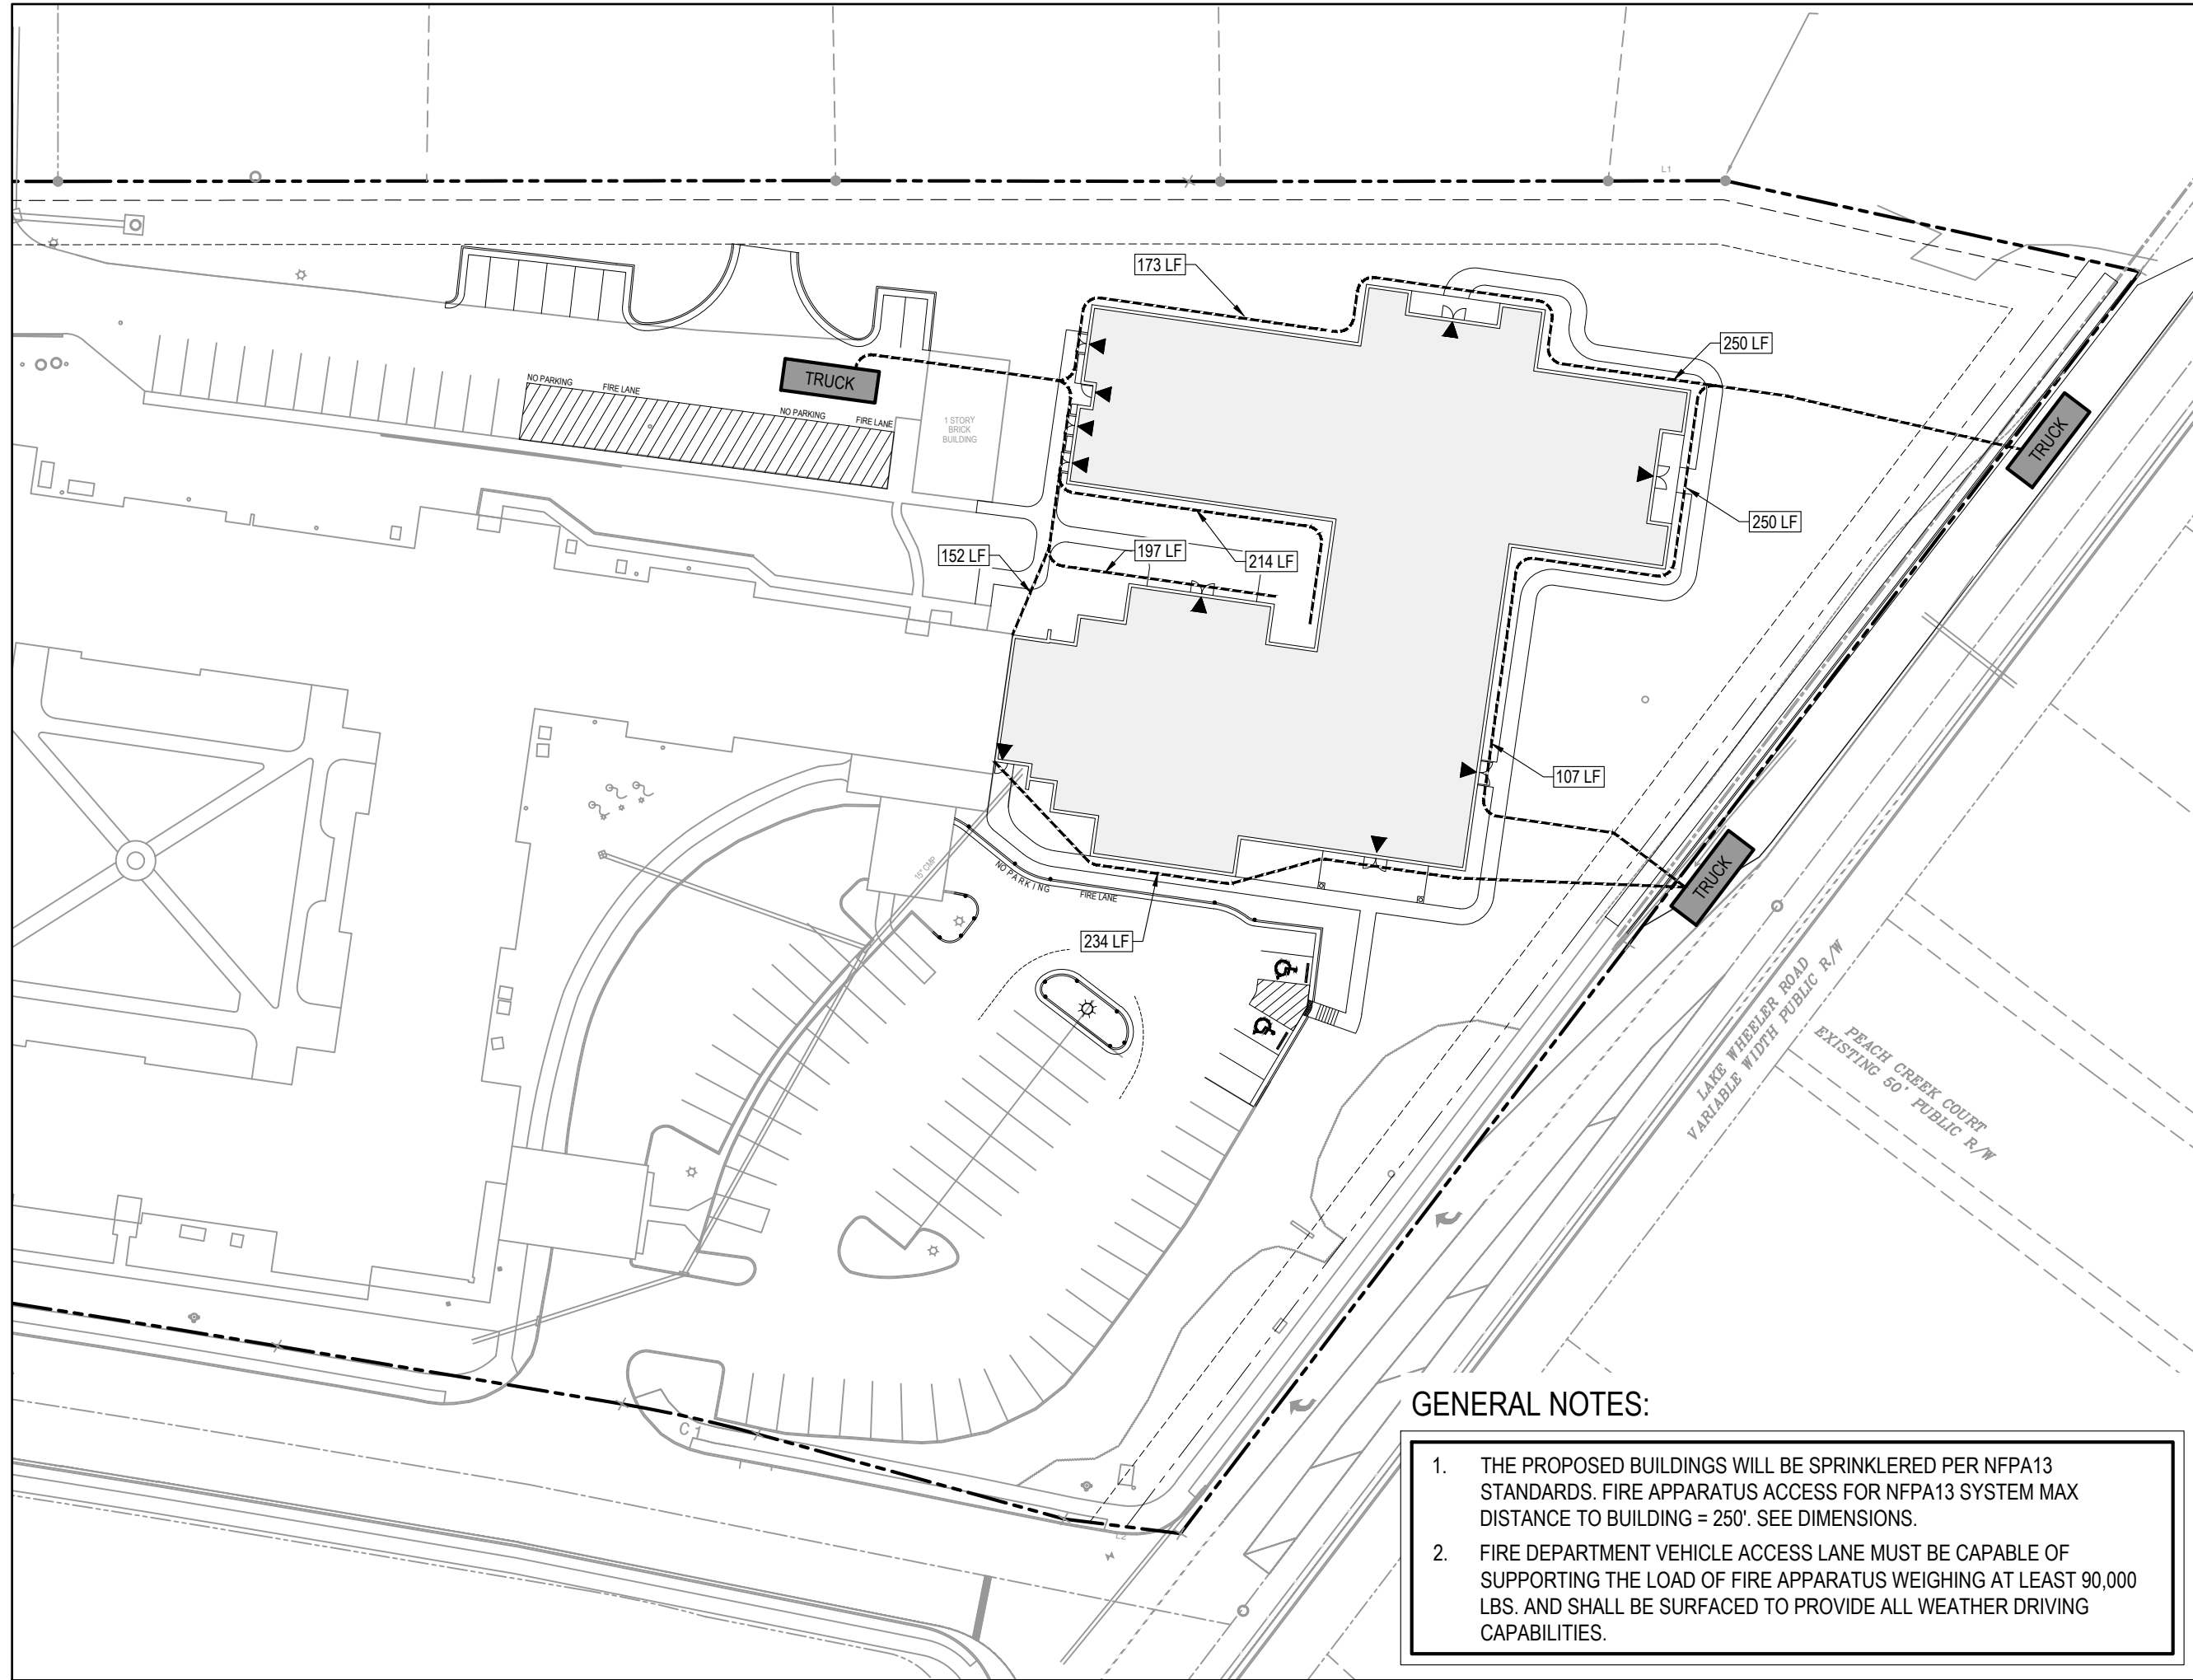 L1
173 LF
250 LF
TRUCK
NO PARKING
FIRE LANE
NO PARKING
FIRE LANE
1 STORY
BRICK
BUILDING
TRUCK
250 LF
152 LF
197 LF
214 LF
107 LF
15" CMP
NO PARKING
FIRE LANE
TRUCK
234 LF
LAKE WHEELER ROAD
VARIABLE WIDTH PUBLIC R/W
PEACH CREEK COURT
EXISTING 50' PUBLIC R/W
L2
GENERAL NOTES:
1. THE PROPOSED BUILDINGS WILL BE SPRINKLERED PER NFPA13
STANDARDS. FIRE APPARATUS ACCESS FOR NFPA13 SYSTEM MAX
DISTANCE TO BUILDING = 250'. SEE DIMENSIONS.
2. FIRE DEPARTMENT VEHICLE ACCESS LANE MUST BE CAPABLE OF
SUPPORTING THE LOAD OF FIRE APPARATUS WEIGHING AT LEAST 90,000
LBS. AND SHALL BE SURFACED TO PROVIDE ALL WEATHER DRIVING
CAPABILITIES.